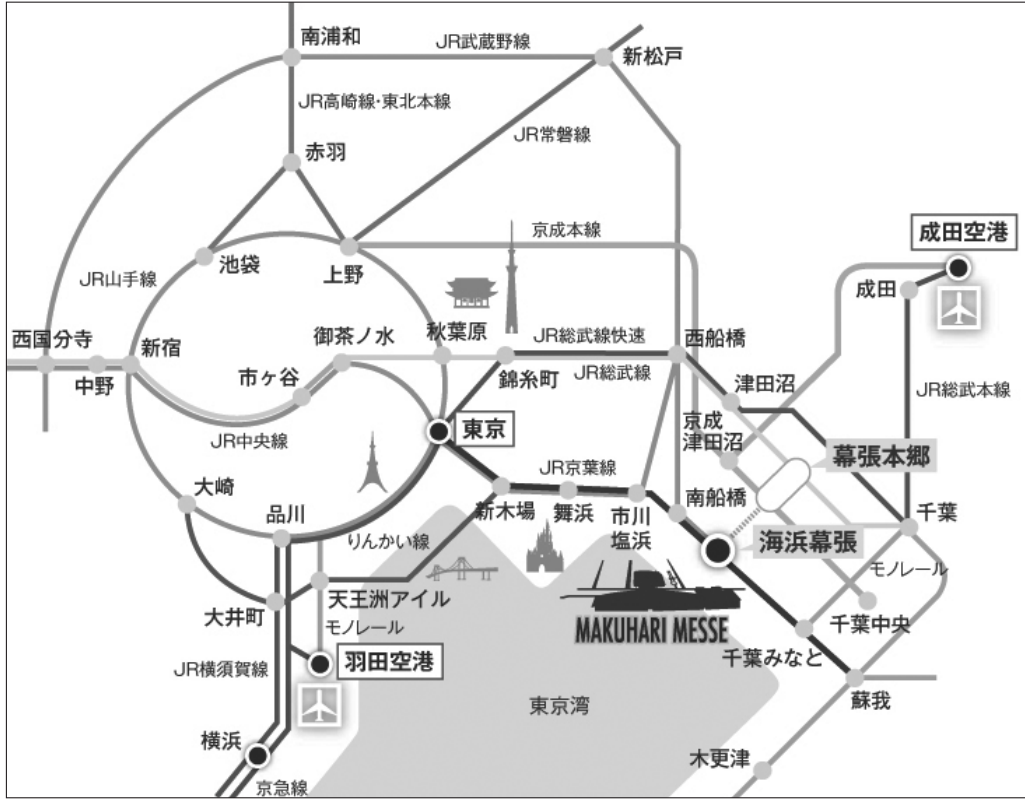 南浦和
JR武蔵野線
新松戸
JR高崎線・東北本線
JR常磐線
赤羽
京成本線
成田空港
池袋
上野
JR山手線
成田
西国分寺
新宿
御茶ノ水
秋葉原
JR総武線快速
西船橋
中野
市ヶ谷
錦糸町
JR総武線
津田沼
JR総武本線
東京
京成
津田沼
JR中央線
幕張本郷
JR京葉線
大崎
品川
新木場
舞浜
市川
塩浜
南船橋
千葉
りんかい線
海浜幕張
モノレール
大井町
天王洲アイル
MAKUHARI MESSE
千葉中央
モノレール
千葉みなと
JR横須賀線
羽田空港
東京湾
蘇我
横浜
木更津
京急線